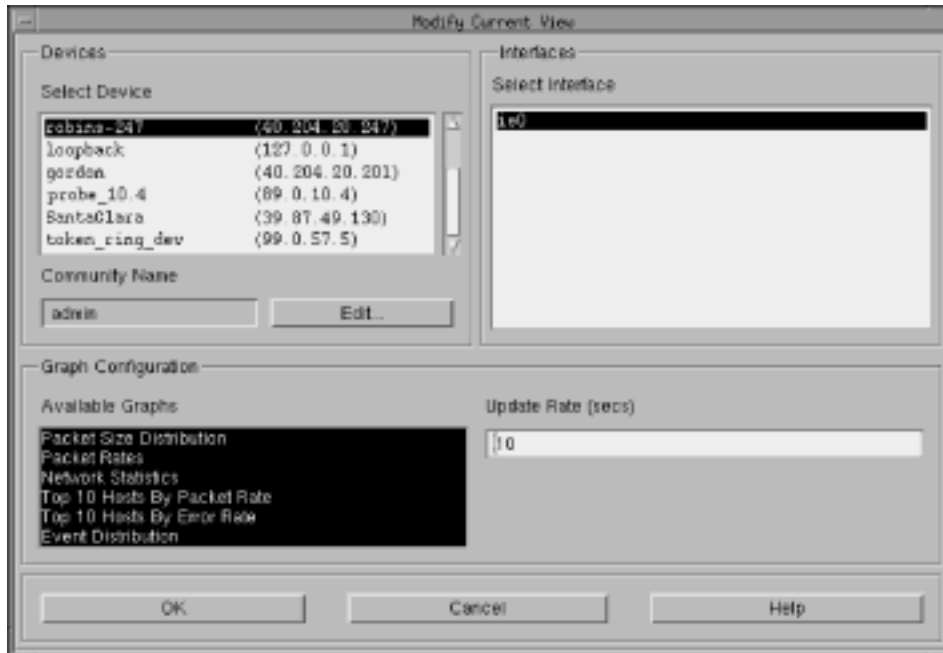 Modify Current View
Devices
Select Device
robins-247 (40.204.20.247)
loopback (127.0.0.1)
gordon (40.204.20.201)
probe_10.4 (89.0.10.4)
SantaClara (39.87.49.130)
token_ring_dev (99.0.57.5)
Community Name
admin
Edit...
Interfaces
Select Interface
ie0
Graph Configuration
Available Graphs
Packet Size Distribution
Packet Rates
Network Statistics
Top 10 Hosts By Packet Rate
Top 10 Hosts By Error Rate
Event Distribution
Update Rate (secs)
10
OK
Cancel
Help